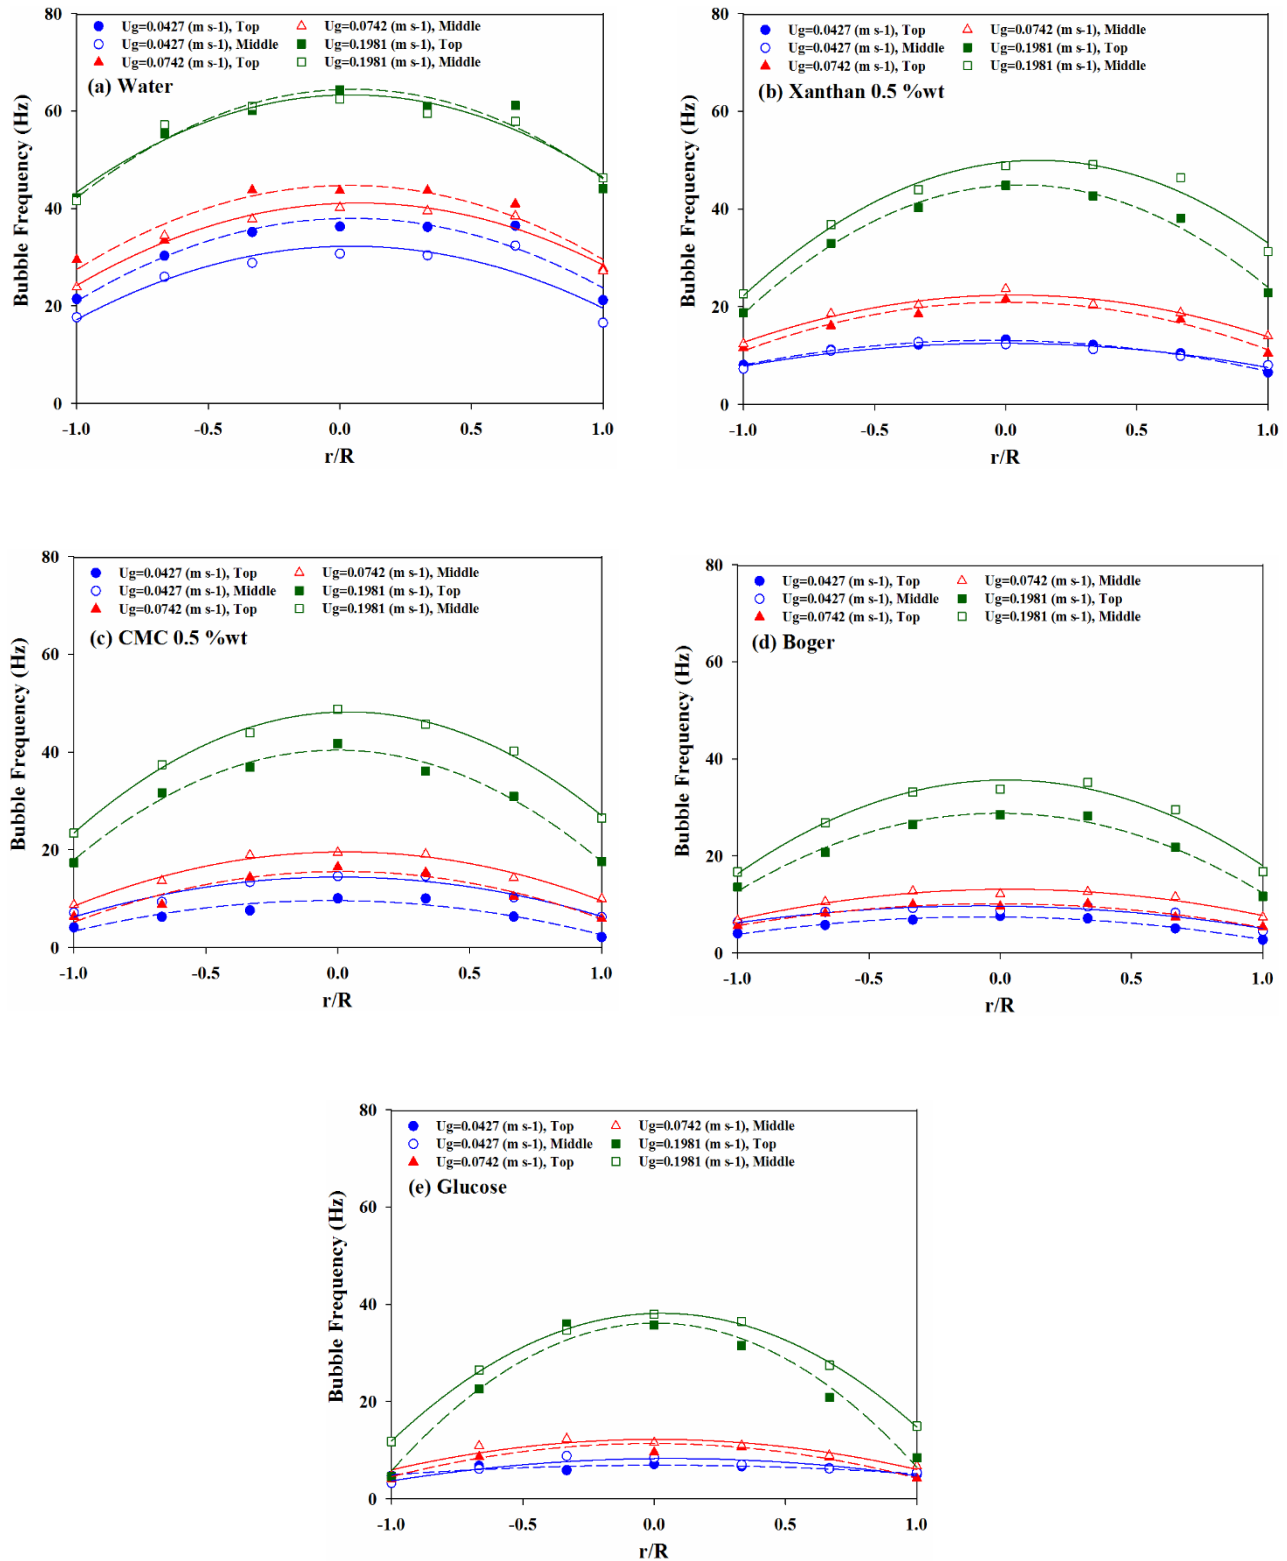 Ug=0.0427 (m s-1), Top
Ug=0.0427 (m s-1), Middle
Ug=0.0742 (m s-1), Top
Ug=0.0742 (m s-1), Middle
Ug=0.1981 (m s-1), Top
Ug=0.1981 (m s-1), Middle
(a) Water
Bubble Frequency (Hz)
80
60
40
20
0
-1.0 -0.5 0.0 0.5 1.0
r/R
Ug=0.0427 (m s-1), Top
Ug=0.0427 (m s-1), Middle
Ug=0.0742 (m s-1), Top
Ug=0.0742 (m s-1), Middle
Ug=0.1981 (m s-1), Top
Ug=0.1981 (m s-1), Middle
(b) Xanthan 0.5 %wt
Bubble Frequency (Hz)
80
60
40
20
0
-1.0 -0.5 0.0 0.5 1.0
r/R
Ug=0.0427 (m s-1), Top
Ug=0.0427 (m s-1), Middle
Ug=0.0742 (m s-1), Top
Ug=0.0742 (m s-1), Middle
Ug=0.1981 (m s-1), Top
Ug=0.1981 (m s-1), Middle
(c) CMC 0.5 %wt
Bubble Frequency (Hz)
80
60
40
20
0
-1.0 -0.5 0.0 0.5 1.0
r/R
Ug=0.0427 (m s-1), Top
Ug=0.0427 (m s-1), Middle
Ug=0.0742 (m s-1), Top
Ug=0.0742 (m s-1), Middle
Ug=0.1981 (m s-1), Top
Ug=0.1981 (m s-1), Middle
(d) Boger
Bubble Frequency (Hz)
80
60
40
20
0
-1.0 -0.5 0.0 0.5 1.0
r/R
Ug=0.0427 (m s-1), Top
Ug=0.0427 (m s-1), Middle
Ug=0.0742 (m s-1), Top
Ug=0.0742 (m s-1), Middle
Ug=0.1981 (m s-1), Top
Ug=0.1981 (m s-1), Middle
(e) Glucose
Bubble Frequency (Hz)
80
60
40
20
0
-1.0 -0.5 0.0 0.5 1.0
r/R